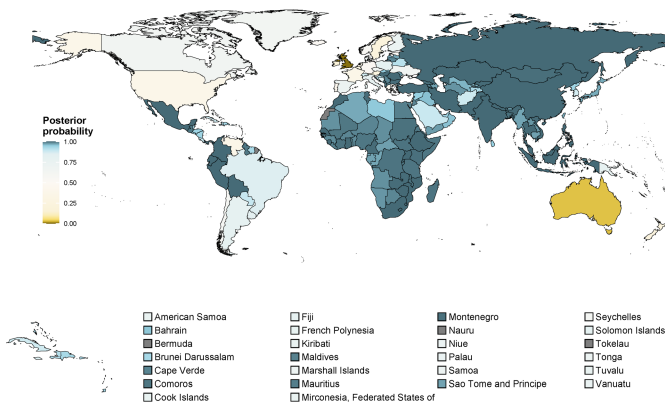 Posterior
probability
1.00
0.75
0.50
0.25
0.00
American Samoa
Bahrain
Bermuda
Brunei Darussalam
Cape Verde
Comoros
Cook Islands
Fiji
French Polynesia
Kiribati
Maldives
Marshall Islands
Mauritius
Mirconesia, Federated States of
Montenegro
Nauru
Niue
Palau
Samoa
Sao Tome and Principe
Seychelles
Solomon Islands
Tokelau
Tonga
Tuvalu
Vanuatu